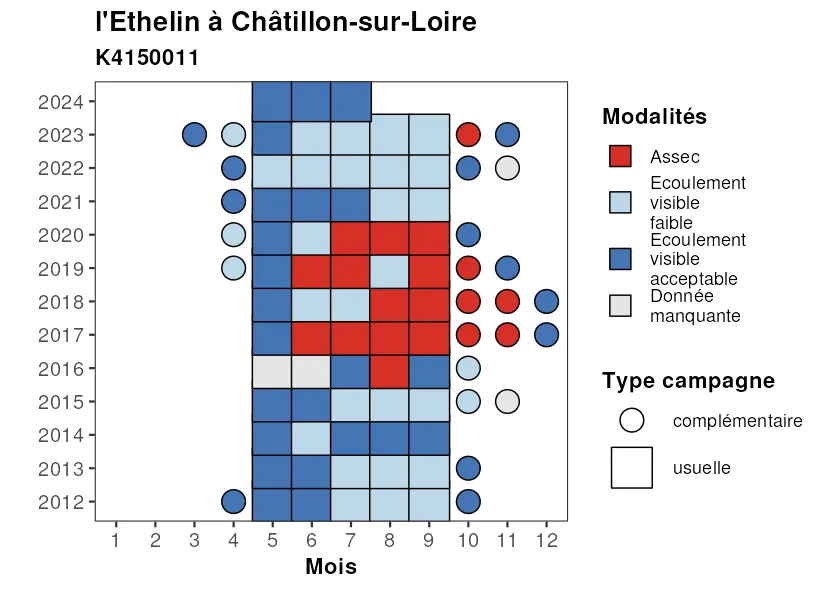 l'Ethelin à Châtillon-sur-Loire
K4150011
2024
2023
2022
2021
2020
2019
2018
2017
2016
2015
2014
2013
2012
1 2 3 4 5 6 7 8 9 10 11 12
Mois
Modalités
Assec
Ecoulement
visible
faible
Ecoulement
visible
acceptable
Donnée
manquante
Type campagne
complémentaire
usuelle